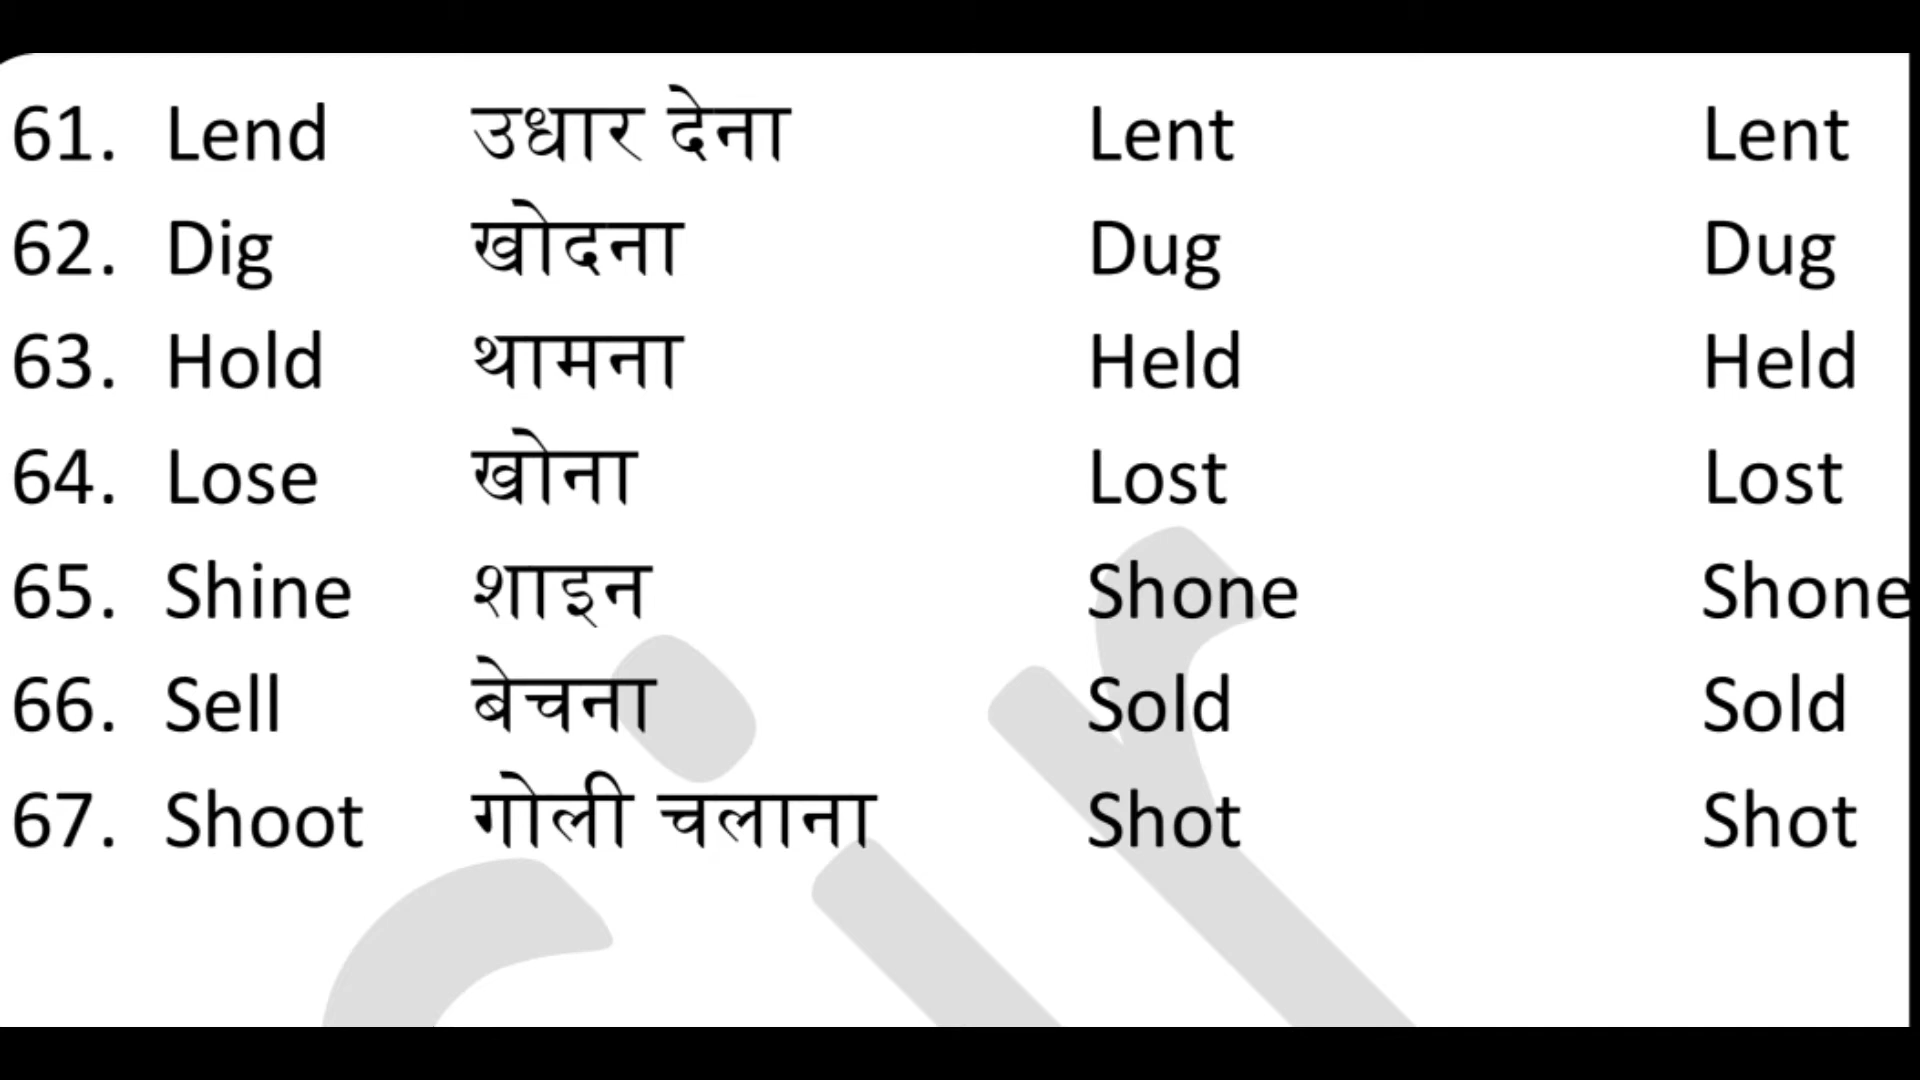 61. Lend उधार देना Lent Lent
62. Dig खोदना Dug Dug
63. Hold थामना Held Held
64. Lose खोना Lost Lost
65. Shine शाइन Shone Shone
66. Sell बेचना Sold Sold
67. Shoot गोली चलाना Shot Shot